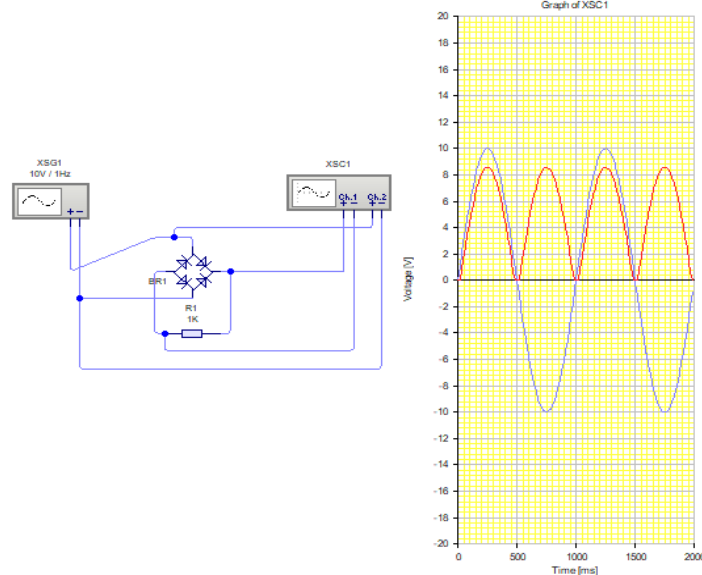 Graph of XSC1
XSG1
10V / 1Hz
+ -
XSC1
Ch.1 Ch.2
+ - + -
BR1
R1
1K
Voltage [V]
20
18
16
14
12
10
8
6
4
2
0
-2
-4
-6
-8
-10
-12
-14
-16
-18
-20
0 500 1000 1500 2000
Time [ms]